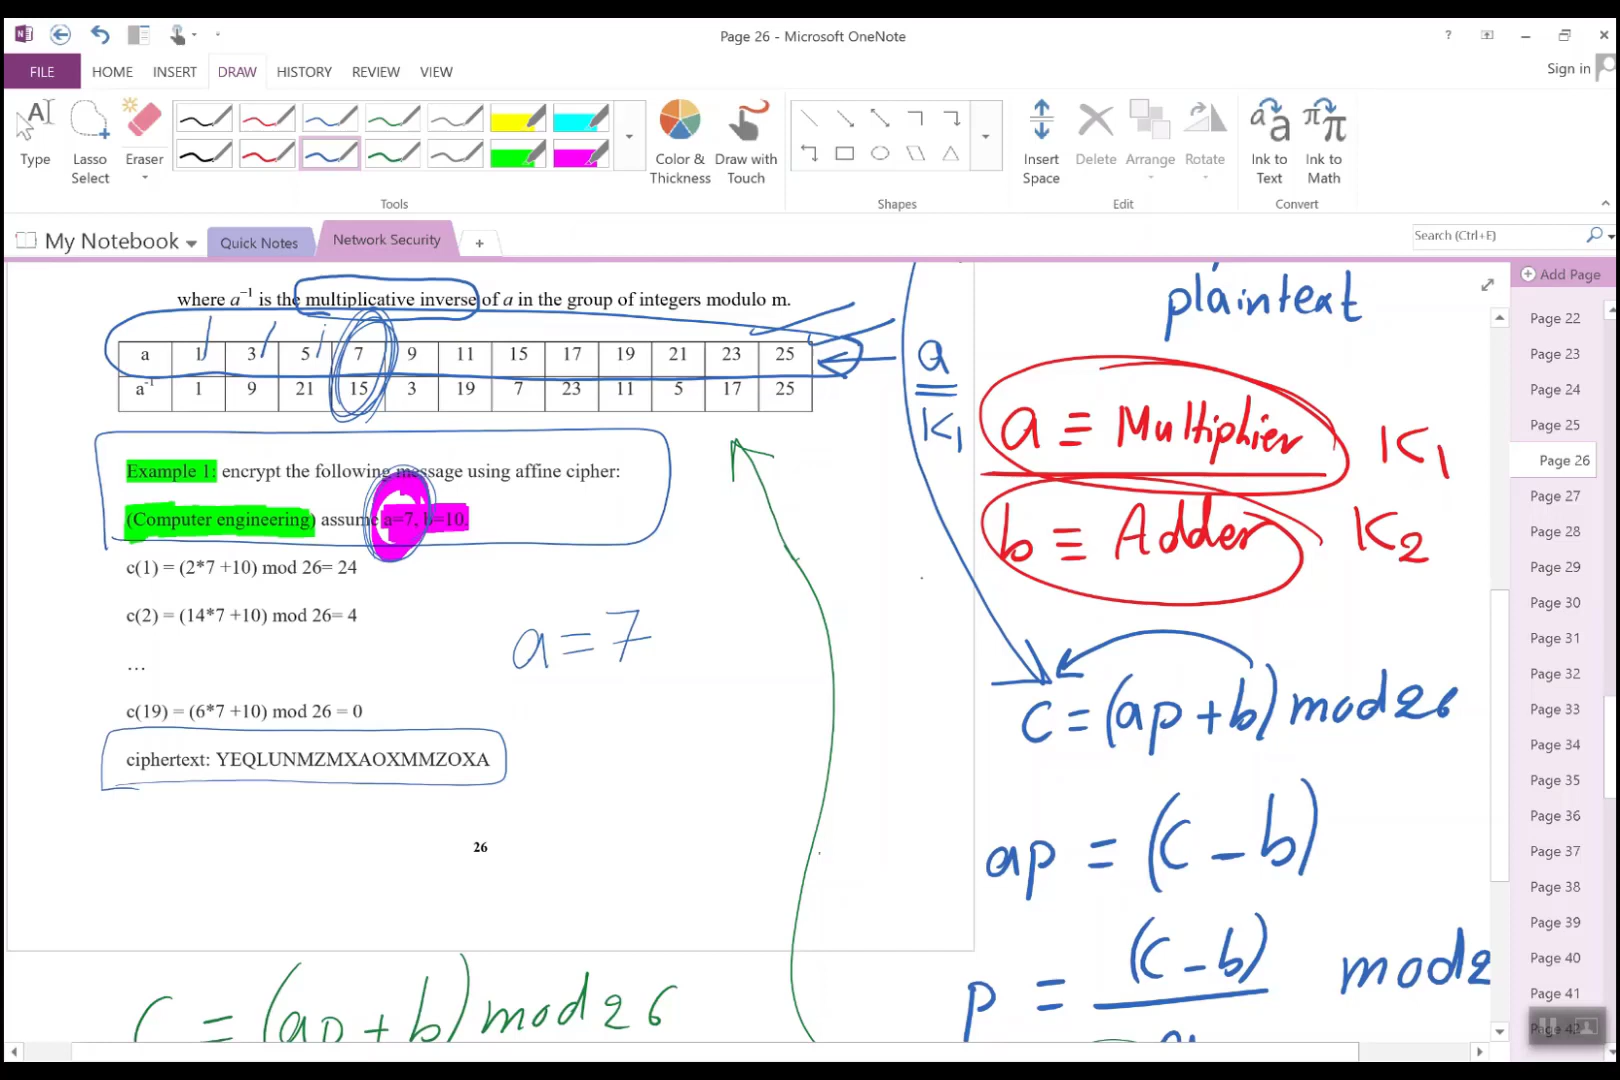 Page 26 - Microsoft OneNote
?
FILE HOME INSERT DRAW HISTORY REVIEW VIEW
Sign in
Type
Lasso Select
Eraser
Color & Thickness
Draw with Touch
Insert Space
Delete
Arrange
Rotate
Ink to Text
Ink to Math
Tools
Shapes
Edit
Convert
My Notebook
Quick Notes
Network Security
+
Search (Ctrl+E)
where a⁻¹ is the multiplicative inverse of a in the group of integers modulo m.
a 1 3 5 7 9 11 15 17 19 21 23 25
a⁻¹ 1 9 21 15 3 19 7 23 11 5 17 25
Example 1: encrypt the following message using affine cipher:
(Computer engineering) assume a=7, b=10.
c(1) = (2*7 +10) mod 26= 24
c(2) = (14*7 +10) mod 26= 4
…
c(19) = (6*7 +10) mod 26 = 0
ciphertext: YEQLUNMZMXAOXMMZOXA
26
a = 7
C = (ap + b) mod 26
plaintext
a
K1
a ≡ Multiplier K1
b ≡ Adder K2
C = (ap + b) mod 26
ap = (C - b)
p = (C - b) mod 2
a
Add Page
Page 22
Page 23
Page 24
Page 25
Page 26
Page 27
Page 28
Page 29
Page 30
Page 31
Page 32
Page 33
Page 34
Page 35
Page 36
Page 37
Page 38
Page 39
Page 40
Page 41
Page 42